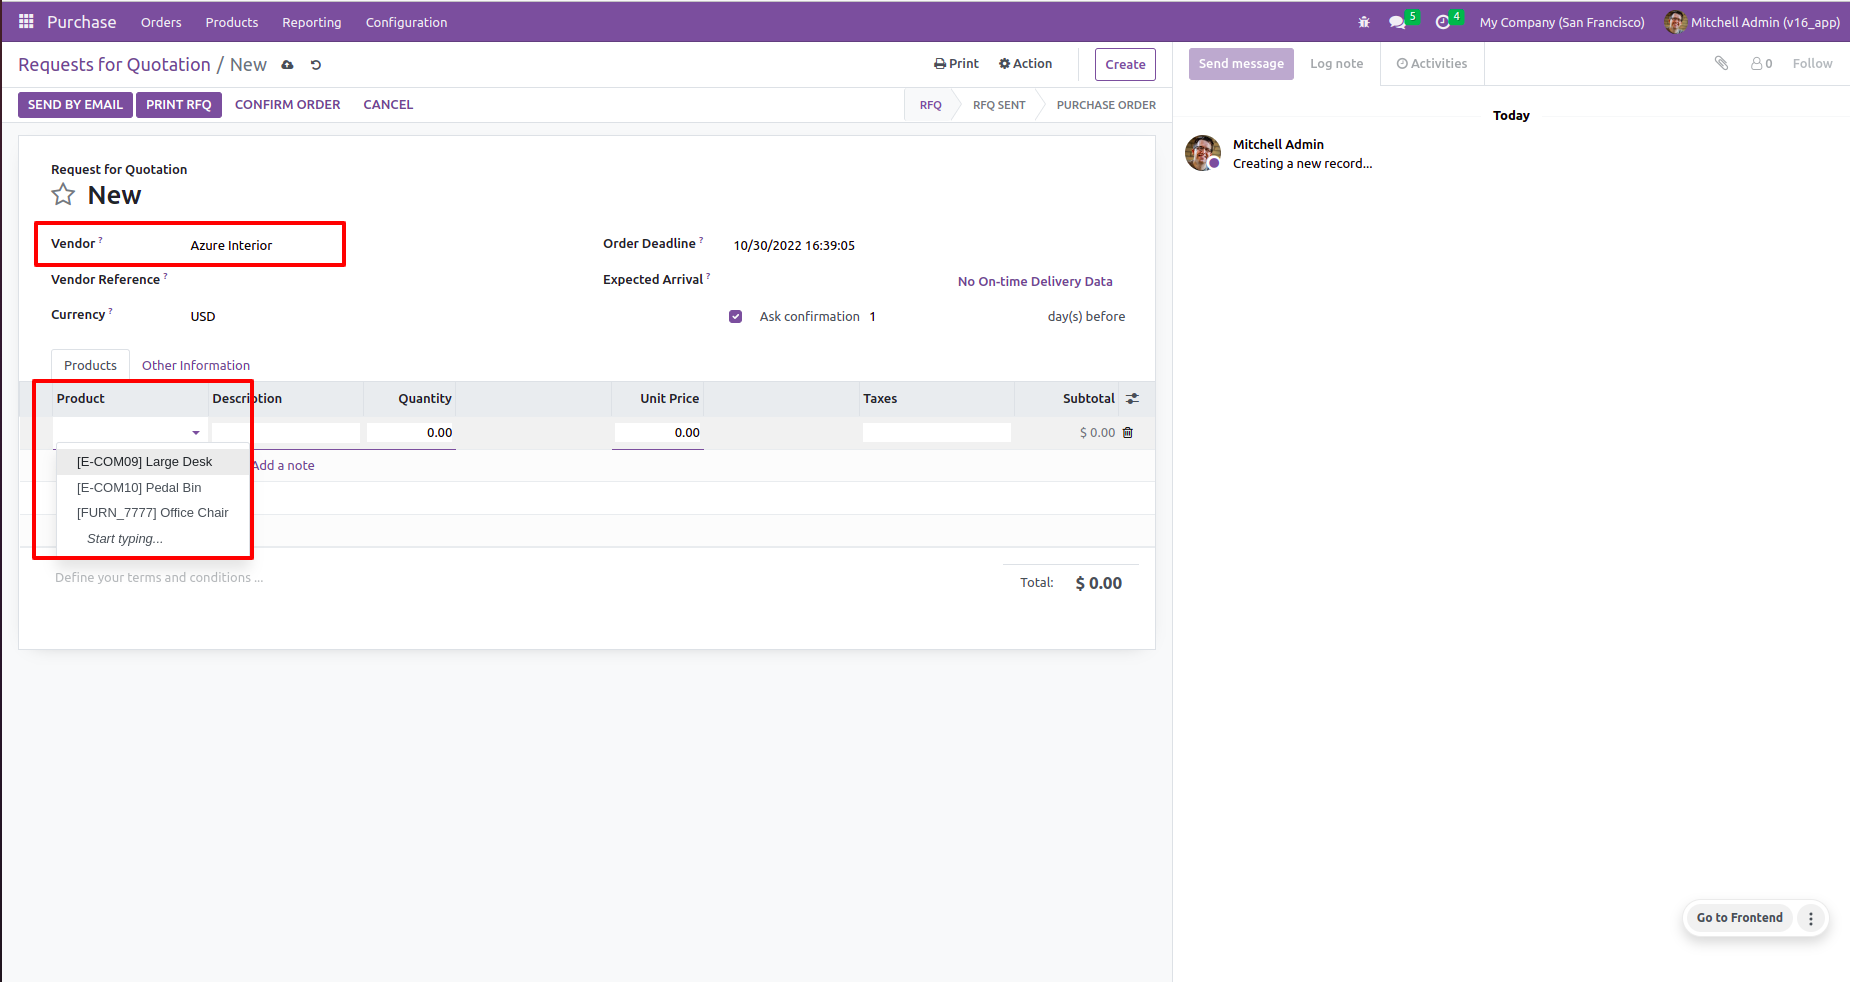 Purchase Orders Products Reporting Configuration 5 4 My Company (San Francisco) Mitchell Admin (v16_app)
Requests for Quotation / New Print Action Create Send message Log note Activities 0 Follow
SEND BY EMAIL PRINT RFQ CONFIRM ORDER CANCEL RFQ RFQ SENT PURCHASE ORDER
Today
Mitchell Admin
Creating a new record...
Request for Quotation
New
Vendor ? Azure Interior Order Deadline ? 10/30/2022 16:39:05
Vendor Reference ? Expected Arrival ? No On-time Delivery Data
Currency ? USD Ask confirmation 1 day(s) before
Products Other Information
Product Description Quantity Unit Price Taxes Subtotal
0.00 0.00 $ 0.00
[E-COM09] Large Desk Add a note
[E-COM10] Pedal Bin
[FURN_7777] Office Chair
Start typing...
Define your terms and conditions ... Total: $ 0.00
Go to Frontend